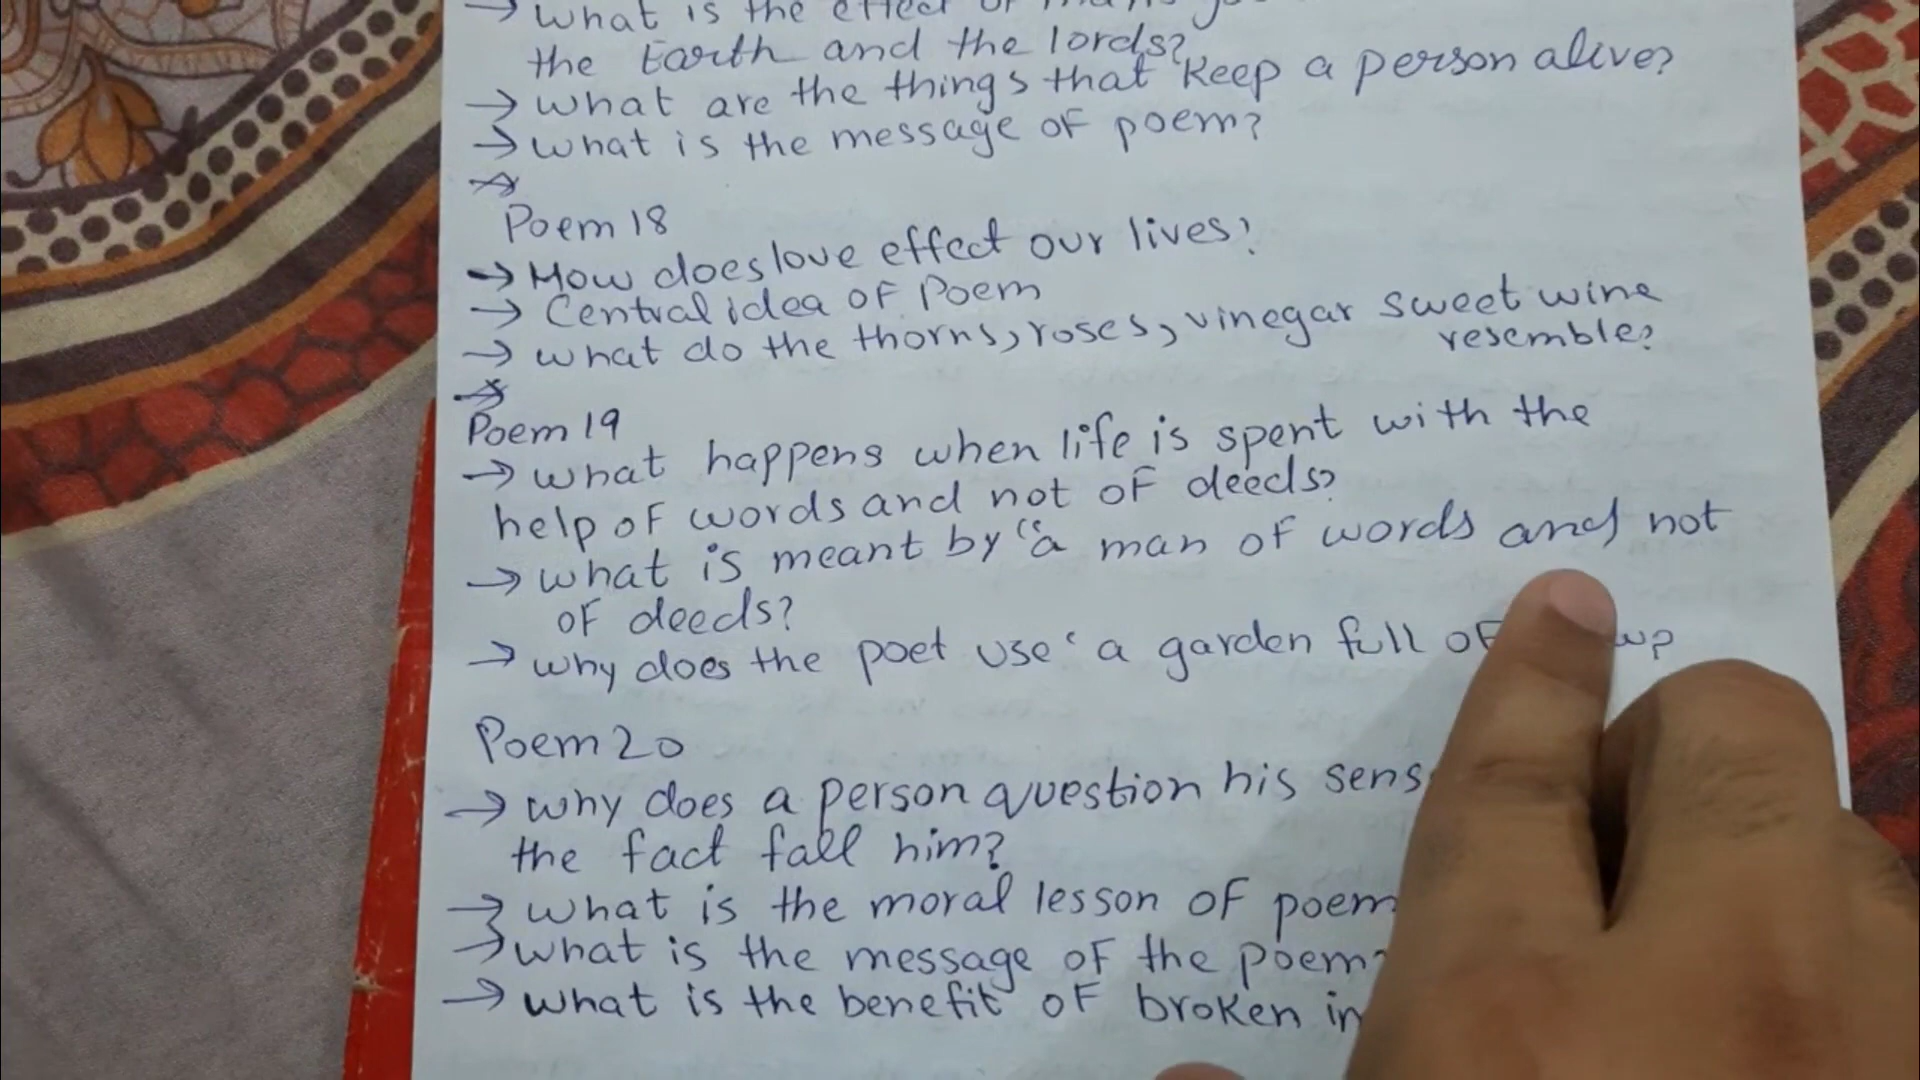 → what is the effect of
the Earth and the lords?
→ what are the things that keep a person alive?
→ what is the message of poem?
Poem 18
→ How does love effect our lives?
→ Central idea of Poem
→ what do the thorns, roses, vinegar sweet wine
resemble?
Poem 19
→ what happens when life is spent with the
help of words and not of deeds?
→ what is meant by "a man of words and not
of deeds?
→ why does the poet use ' a garden full of
Poem 20
→ why does a person question his
the fact fall him?
→ what is the moral lesson of poem
→ what is the message of the poem?
→ what is the benefit of broken